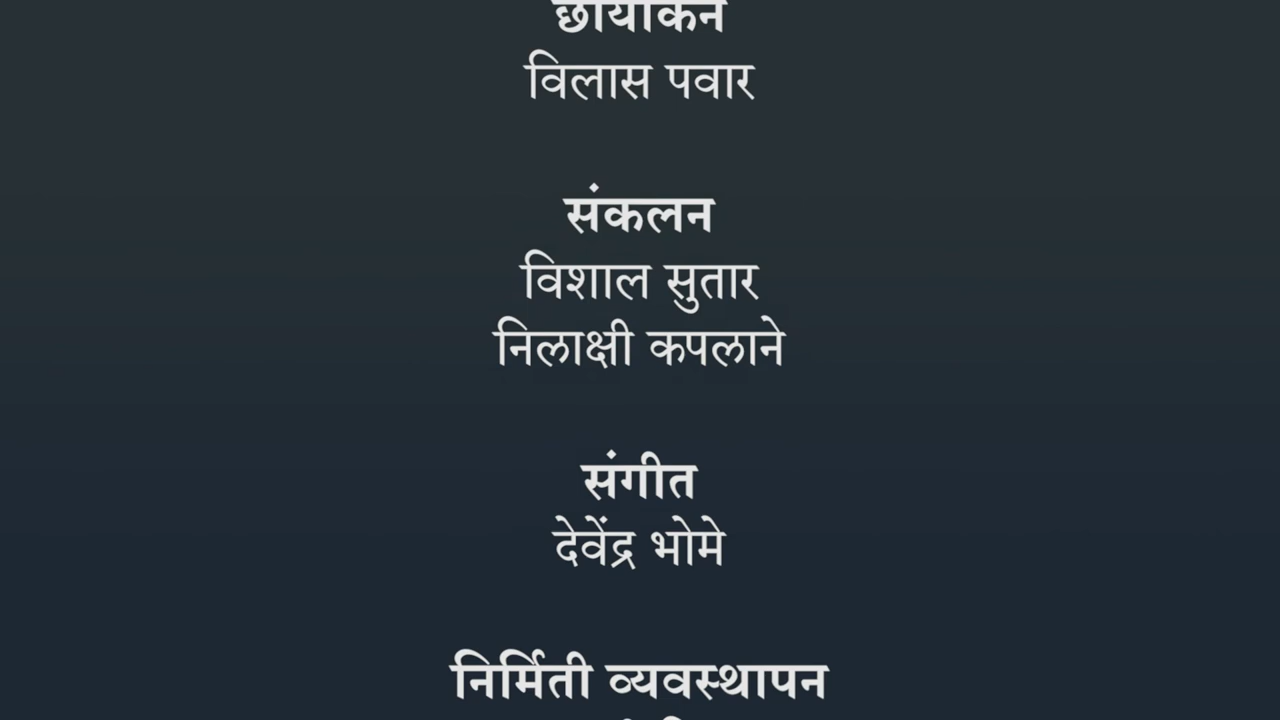 छायाकन
विलास पवार
संकलन
विशाल सुतार
निलाक्षी कपलाने
संगीत
देवेंद्र भोमे
निर्मिती व्यवस्थापन